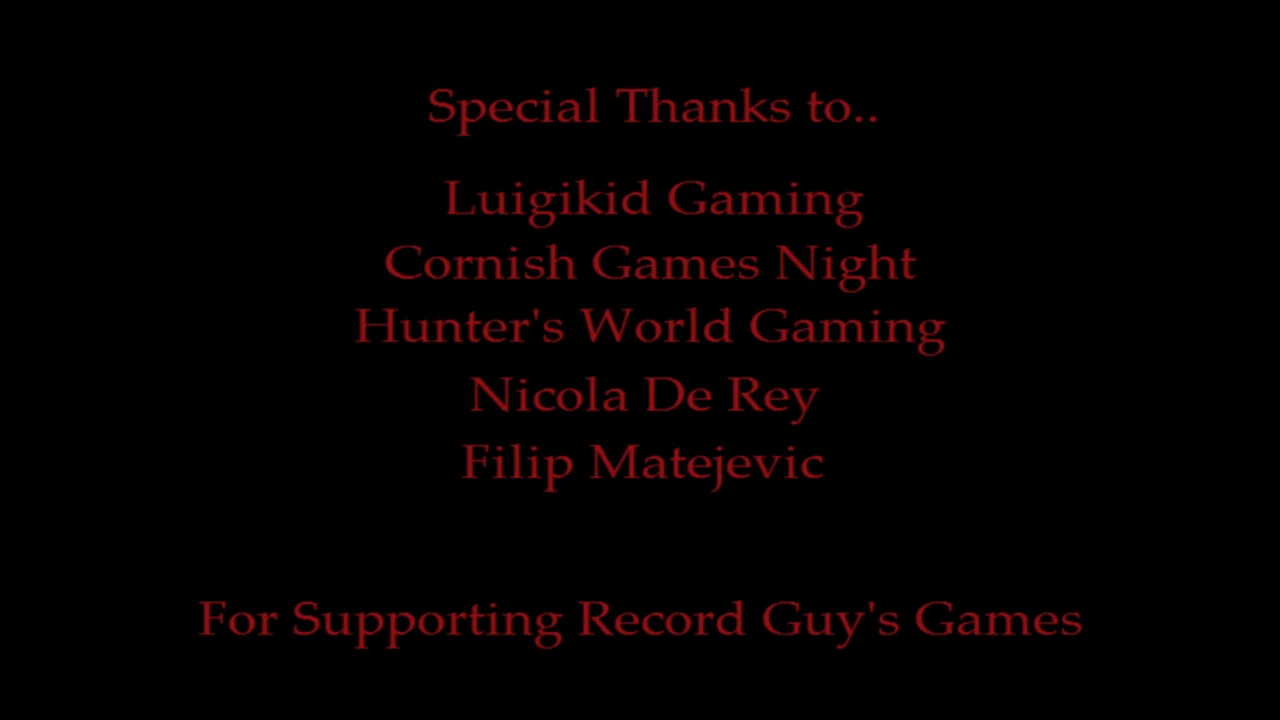 Special Thanks to..
Luigikid Gaming
Cornish Games Night
Hunter's World Gaming
Nicola De Rey
Filip Matejevic
For Supporting Record Guy's Games